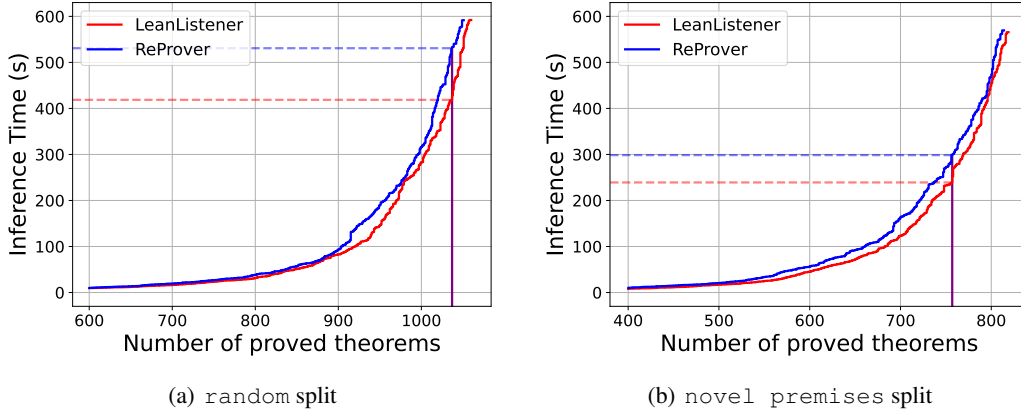 LeanListener
ReProver
600
500
400
300
200
100
0
Inference Time (s)
600
700
800
900
1000
Number of proved theorems
(a) random split
LeanListener
ReProver
600
500
400
300
200
100
0
Inference Time (s)
400
500
600
700
800
Number of proved theorems
(b) novel premises split